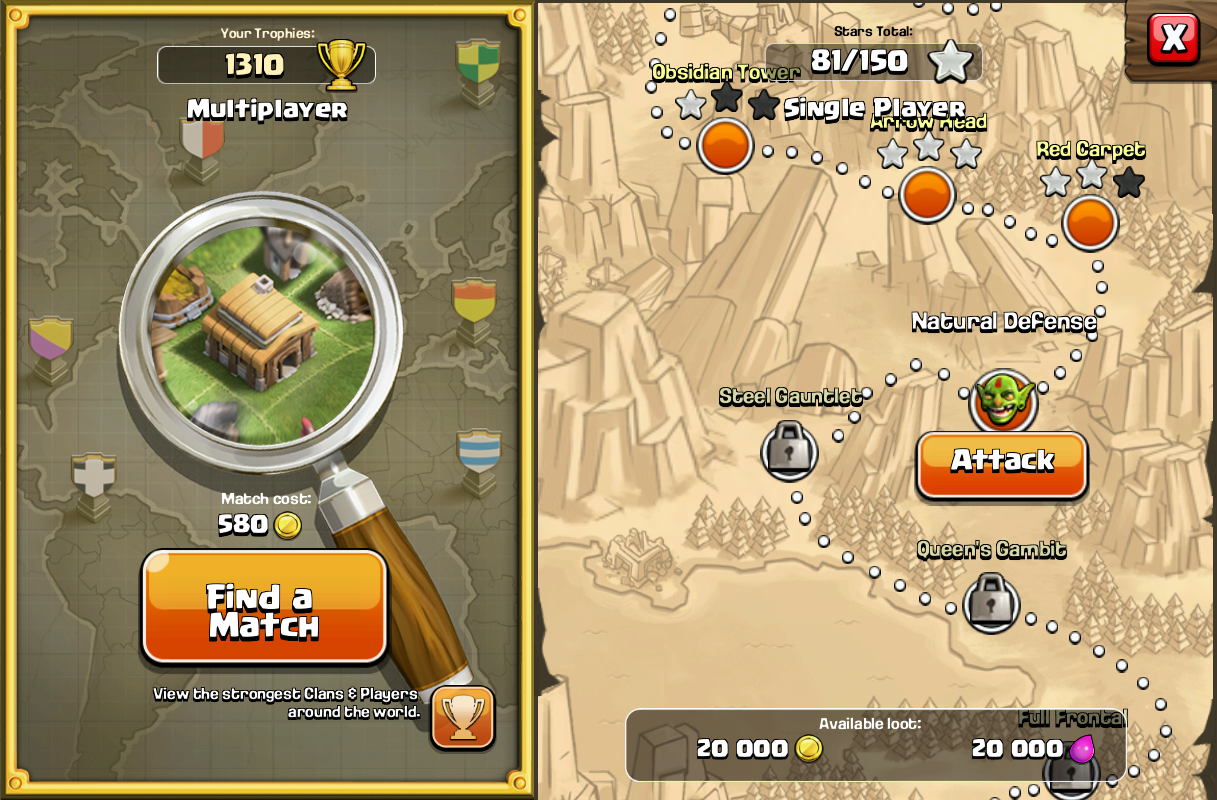 Your Trophies:
1310
Multiplayer
Match cost:
580
Find a
Match
View the strongest Clans & Players
around the world.
Stars Total:
81/150
X
Obsidian Tower
Single Player
Arrow Head
Red Carpet
Natural Defense
Steel Gauntlet
Attack
Queen's Gambit
Full Frontal
Available loot:
20 000
20 000